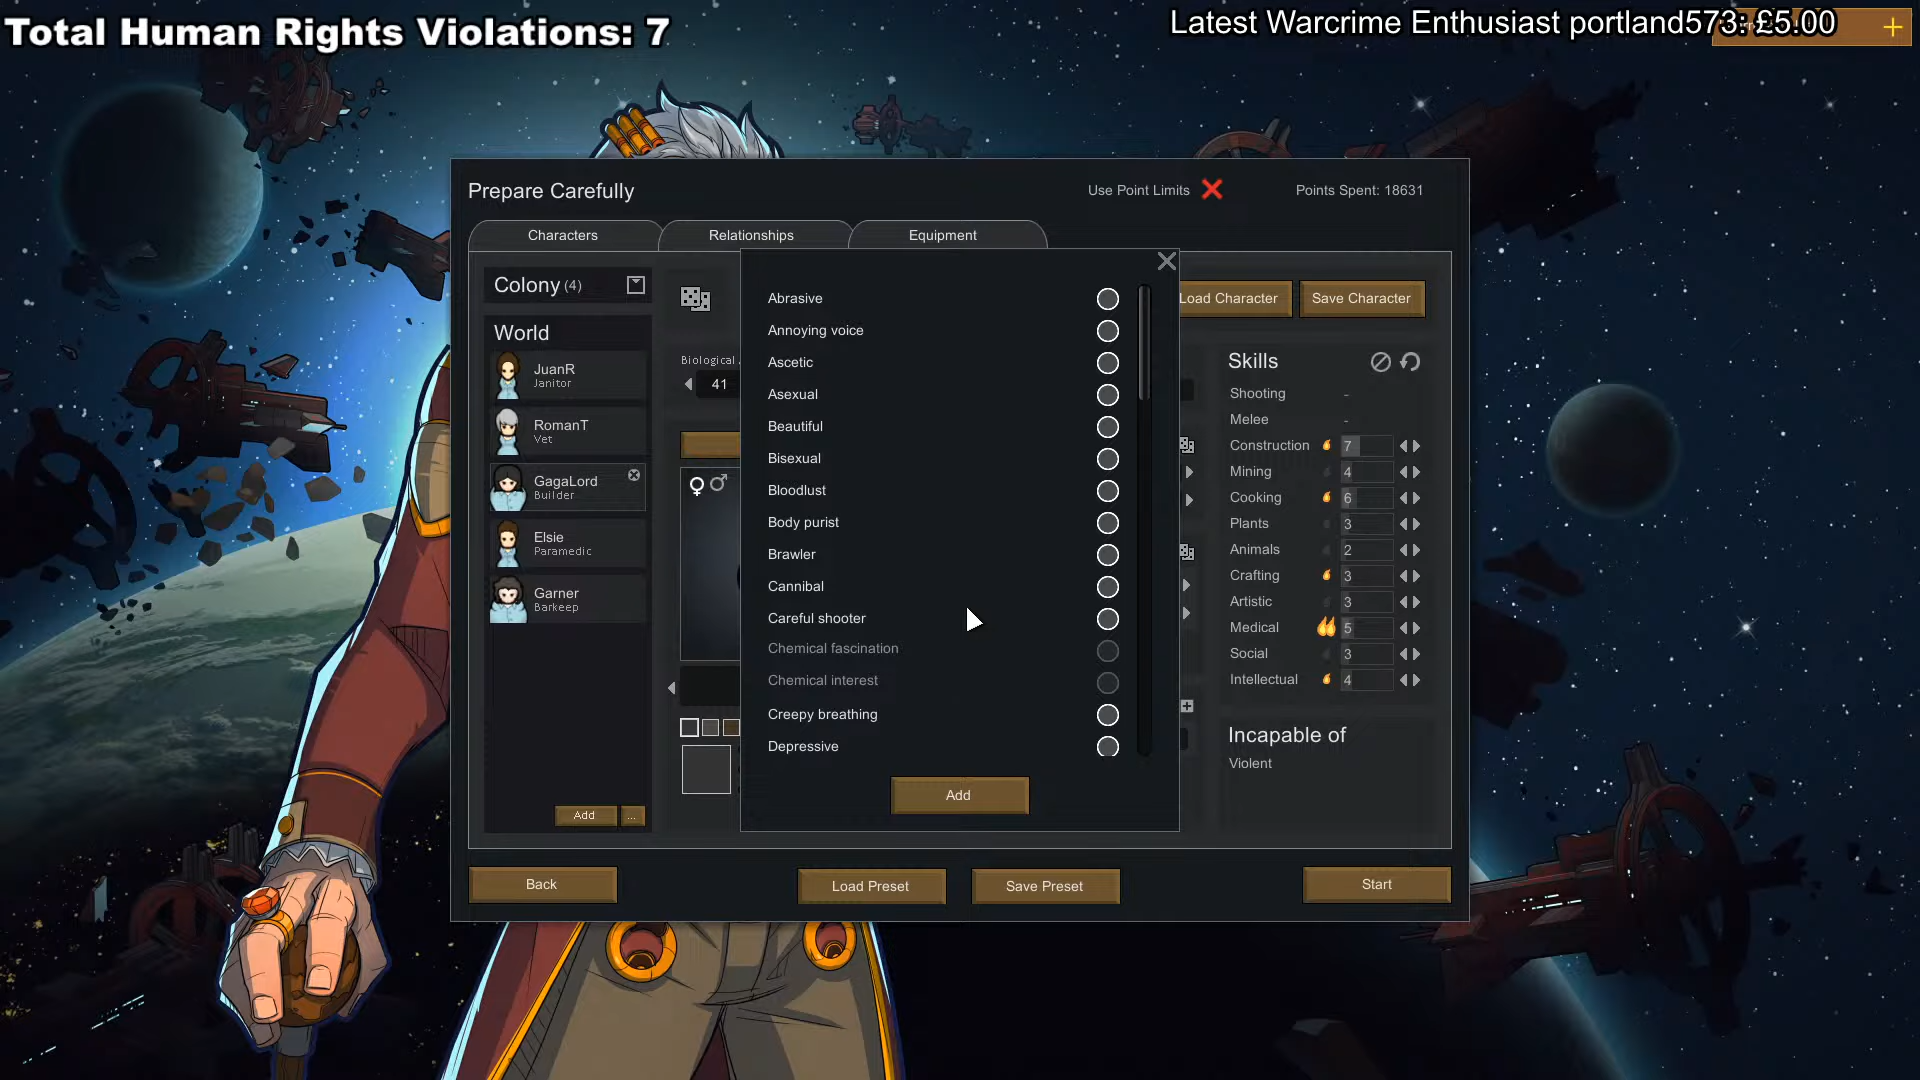 Total Human Rights Violations: 7
Latest Warcrime Enthusiast portland573: £5.00
Prepare Carefully
Use Point Limits
Points Spent: 18631
Characters
Relationships
Equipment
Colony (4)
World
JuanR
Janitor
RomanT
Vet
GagaLord
Builder
Elsie
Paramedic
Garner
Barkeep
Add
...
Biological
41
Abrasive
Annoying voice
Ascetic
Asexual
Beautiful
Bisexual
Bloodlust
Body purist
Brawler
Cannibal
Careful shooter
Chemical fascination
Chemical interest
Creepy breathing
Depressive
Add
Load Character
Save Character
Skills
Shooting -
Melee -
Construction 7
Mining 4
Cooking 6
Plants 3
Animals 2
Crafting 3
Artistic 3
Medical 5
Social 3
Intellectual 4
Incapable of
Violent
Back
Load Preset
Save Preset
Start